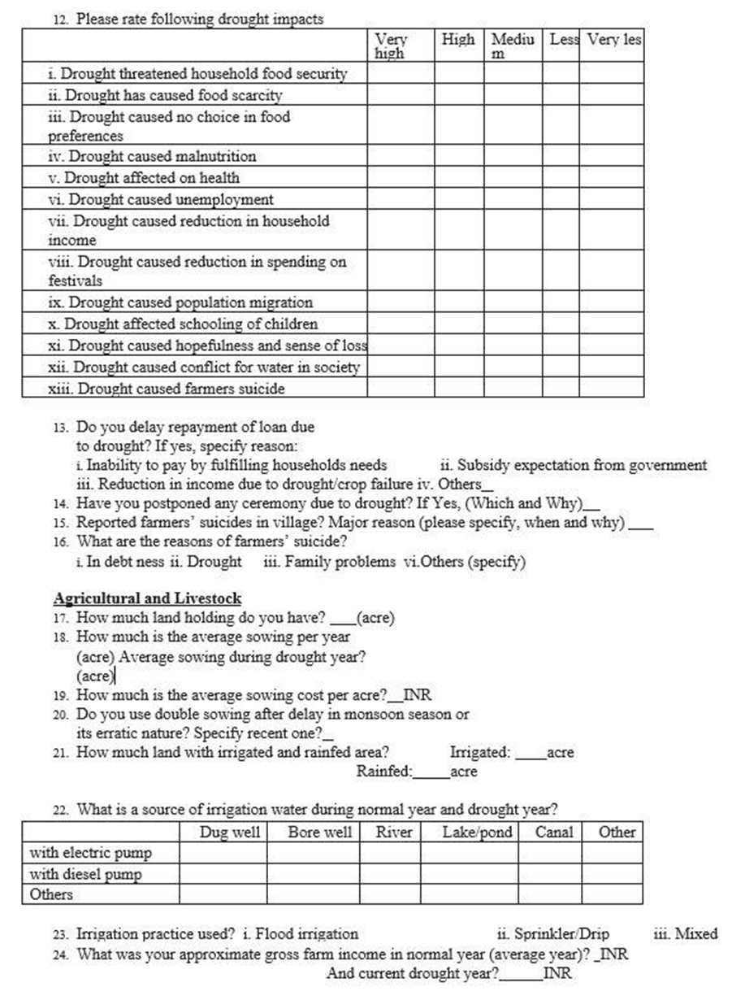 12. Please rate following drought impacts
Very high High Mediu m Less Very les
i. Drought threatened household food security
ii. Drought has caused food scarcity
iii. Drought caused no choice in food
preferences
iv. Drought caused malnutrition
v. Drought affected on health
vi. Drought caused unemployment
vii. Drought caused reduction in household
income
viii. Drought caused reduction in spending on
festivals
ix. Drought caused population migration
x. Drought affected schooling of children
xi. Drought caused hopefulness and sense of loss
xii. Drought caused conflict for water in society
xiii. Drought caused farmers suicide
13. Do you delay repayment of loan due
to drought? If yes, specify reason:
i. Inability to pay by fulfilling households needs ii. Subsidy expectation from government
iii. Reduction in income due to drought/crop failure iv. Others__
14. Have you postponed any ceremony due to drought? If Yes, (Which and Why)___
15. Reported farmers’ suicides in village? Major reason (please specify, when and why) ____
16. What are the reasons of farmers’ suicide?
i. In debt ness ii. Drought iii. Family problems vi.Others (specify)
Agricultural and Livestock
17. How much land holding do you have? ____(acre)
18. How much is the average sowing per year
(acre) Average sowing during drought year?
(acre)
19. How much is the average sowing cost per acre?__INR
20. Do you use double sowing after delay in monsoon season or
its erratic nature? Specify recent one?_
21. How much land with irrigated and rainfed area? Irrigated: _____acre
Rainfed:______acre
22. What is a source of irrigation water during normal year and drought year?
Dug well Bore well River Lake/pond Canal Other
with electric pump
with diesel pump
Others
23. Irrigation practice used? i. Flood irrigation ii. Sprinkler/Drip iii. Mixed
24. What was your approximate gross farm income in normal year (average year)? _INR
And current drought year?_______INR